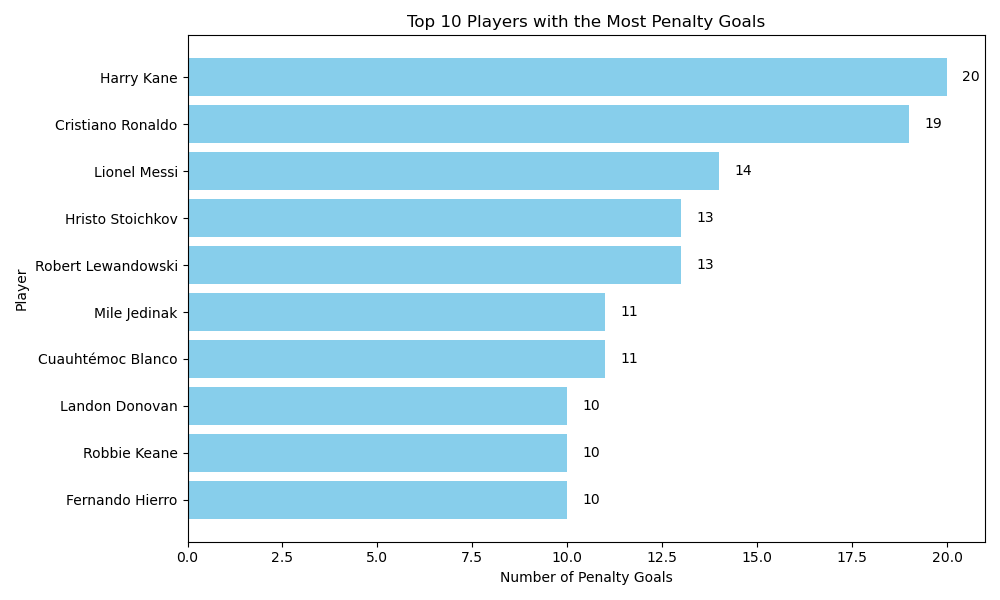 Top 10 Players with the Most Penalty Goals
Player
Harry Kane 20
Cristiano Ronaldo 19
Lionel Messi 14
Hristo Stoichkov 13
Robert Lewandowski 13
Mile Jedinak 11
Cuauhtémoc Blanco 11
Landon Donovan 10
Robbie Keane 10
Fernando Hierro 10
0.0 2.5 5.0 7.5 10.0 12.5 15.0 17.5 20.0
Number of Penalty Goals